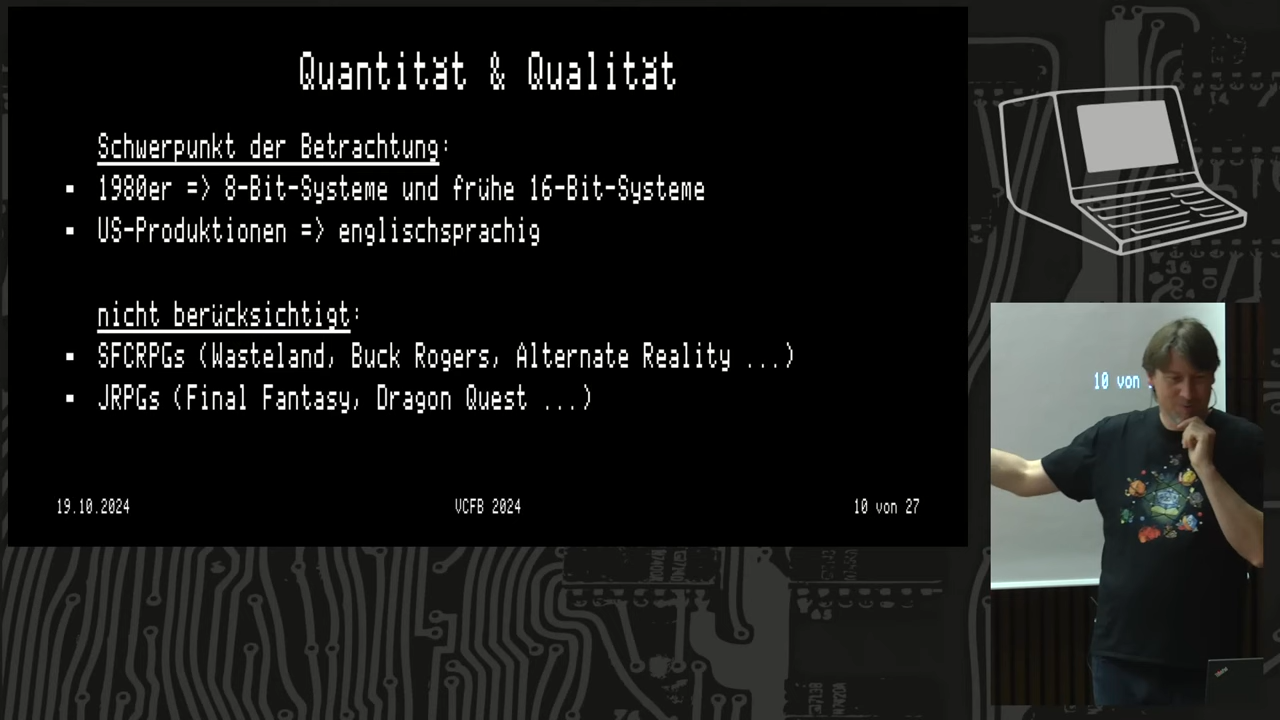 Quantität & Qualität
Schwerpunkt der Betrachtung:
▪ 1980er => 8-Bit-Systeme und frühe 16-Bit-Systeme
▪ US-Produktionen => englischsprachig
nicht berücksichtigt:
▪ SFCRPGs (Wasteland, Buck Rogers, Alternate Reality ...)
▪ JRPGs (Final Fantasy, Dragon Quest ...)
19.10.2024
VCFB 2024
10 von 27
10 von